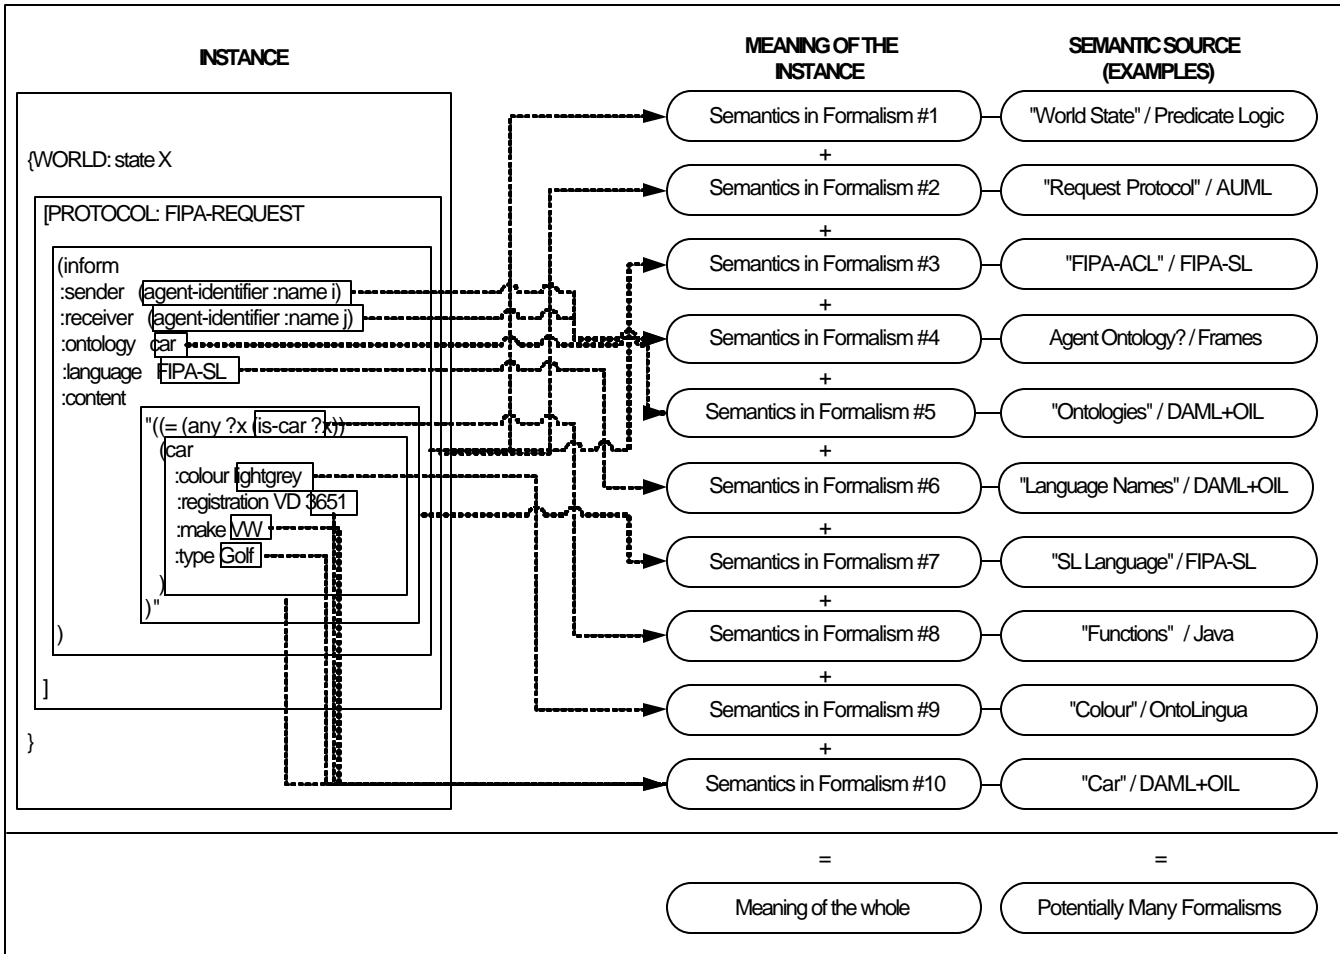 INSTANCE
{WORLD: state X
[PROTOCOL: FIPA-REQUEST
(inform
:sender (agent-identifier :name i)
:receiver (agent-identifier :name j)
:ontology car
:language FIPA-SL
:content
"((= (any ?x (is-car ?x))
(car
:colour lightgrey
:registration VD 3651
:make VW
:type Golf
)
)"
)
]
}
MEANING OF THE
INSTANCE
Semantics in Formalism #1
+
Semantics in Formalism #2
+
Semantics in Formalism #3
+
Semantics in Formalism #4
+
Semantics in Formalism #5
+
Semantics in Formalism #6
+
Semantics in Formalism #7
+
Semantics in Formalism #8
+
Semantics in Formalism #9
+
Semantics in Formalism #10
=
Meaning of the whole
SEMANTIC SOURCE
(EXAMPLES)
"World State" / Predicate Logic
"Request Protocol" / AUML
"FIPA-ACL" / FIPA-SL
Agent Ontology? / Frames
"Ontologies" / DAML+OIL
"Language Names" / DAML+OIL
"SL Language" / FIPA-SL
"Functions" / Java
"Colour" / OntoLingua
"Car" / DAML+OIL
=
Potentially Many Formalisms